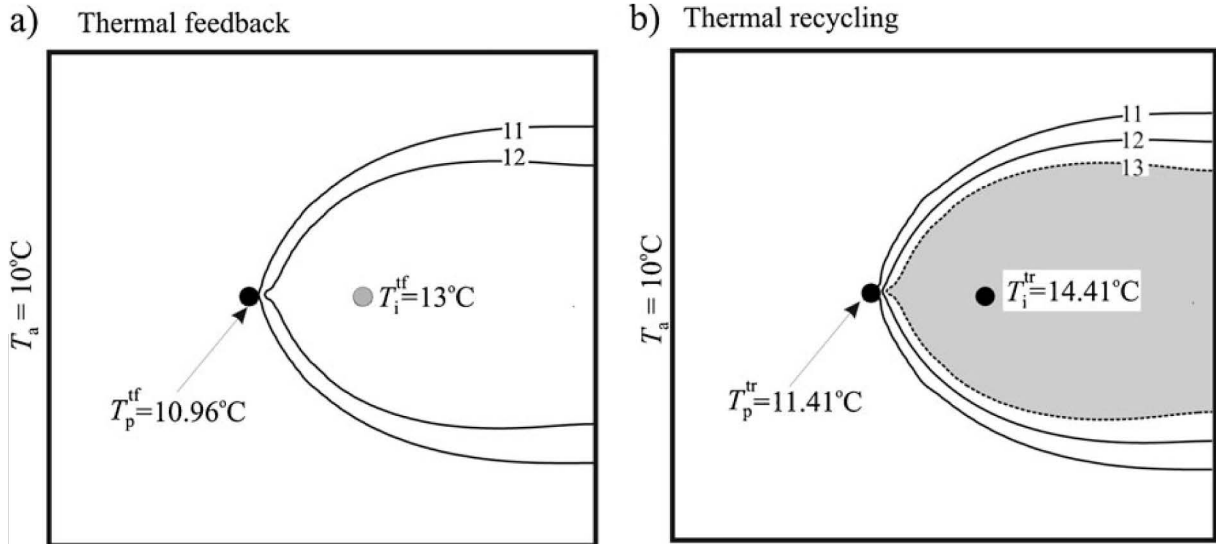 a) Thermal feedback
11
12
T_a = 10°C
T_i^tf=13°C
T_p^tf=10.96°C
b) Thermal recycling
11
12
13
T_a = 10°C
T_i^tr=14.41°C
T_p^tr=11.41°C